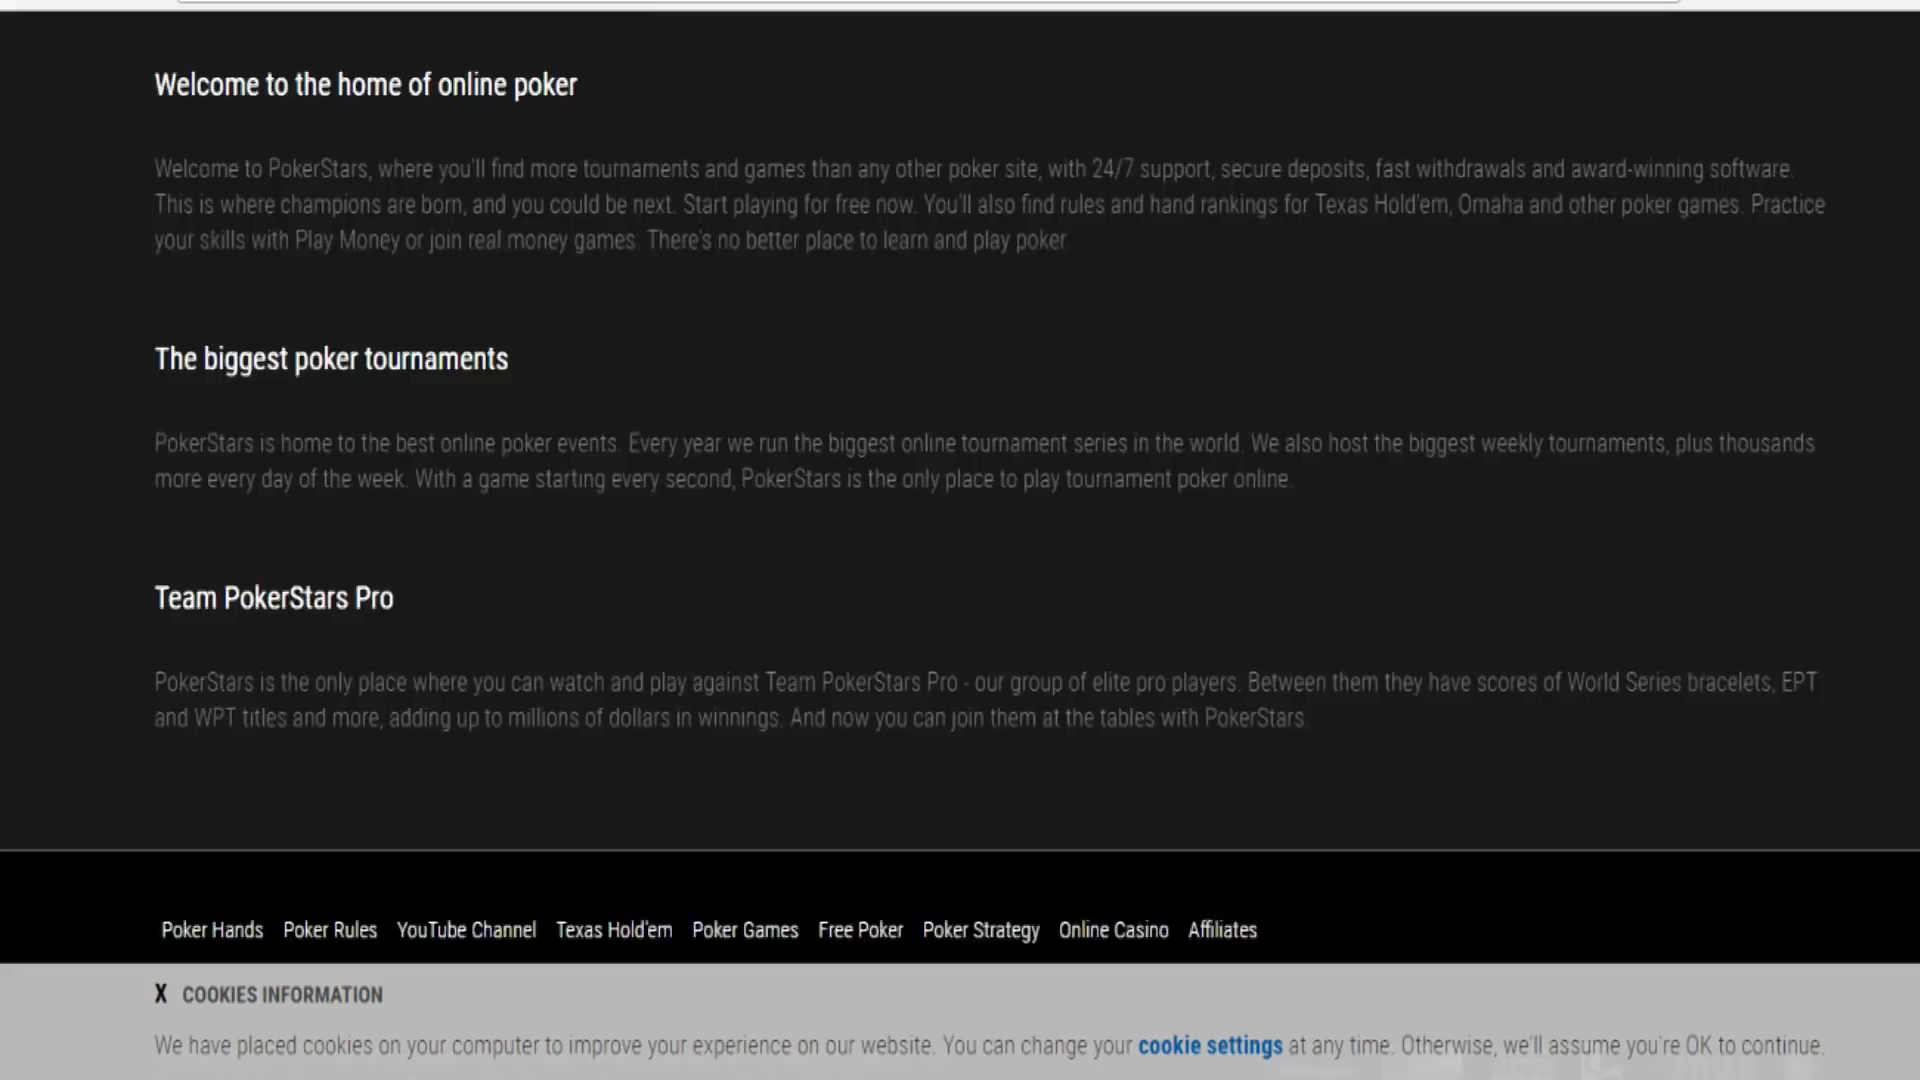 Welcome to the home of online poker
Welcome to PokerStars, where you'll find more tournaments and games than any other poker site, with 24/7 support, secure deposits, fast withdrawals and award-winning software.
This is where champions are born, and you could be next. Start playing for free now. You'll also find rules and hand rankings for Texas Hold'em, Omaha and other poker games. Practice
your skills with Play Money or join real money games. There's no better place to learn and play poker.
The biggest poker tournaments
PokerStars is home to the best online poker events. Every year we run the biggest online tournament series in the world. We also host the biggest weekly tournaments, plus thousands
more every day of the week. With a game starting every second, PokerStars is the only place to play tournament poker online.
Team PokerStars Pro
PokerStars is the only place where you can watch and play against Team PokerStars Pro - our group of elite pro players. Between them they have scores of World Series bracelets, EPT
and WPT titles and more, adding up to millions of dollars in winnings. And now you can join them at the tables with PokerStars.
Poker Hands Poker Rules YouTube Channel Texas Hold'em Poker Games Free Poker Poker Strategy Online Casino Affiliates
X COOKIES INFORMATION
We have placed cookies on your computer to improve your experience on our website. You can change your cookie settings at any time. Otherwise, we'll assume you're OK to continue.